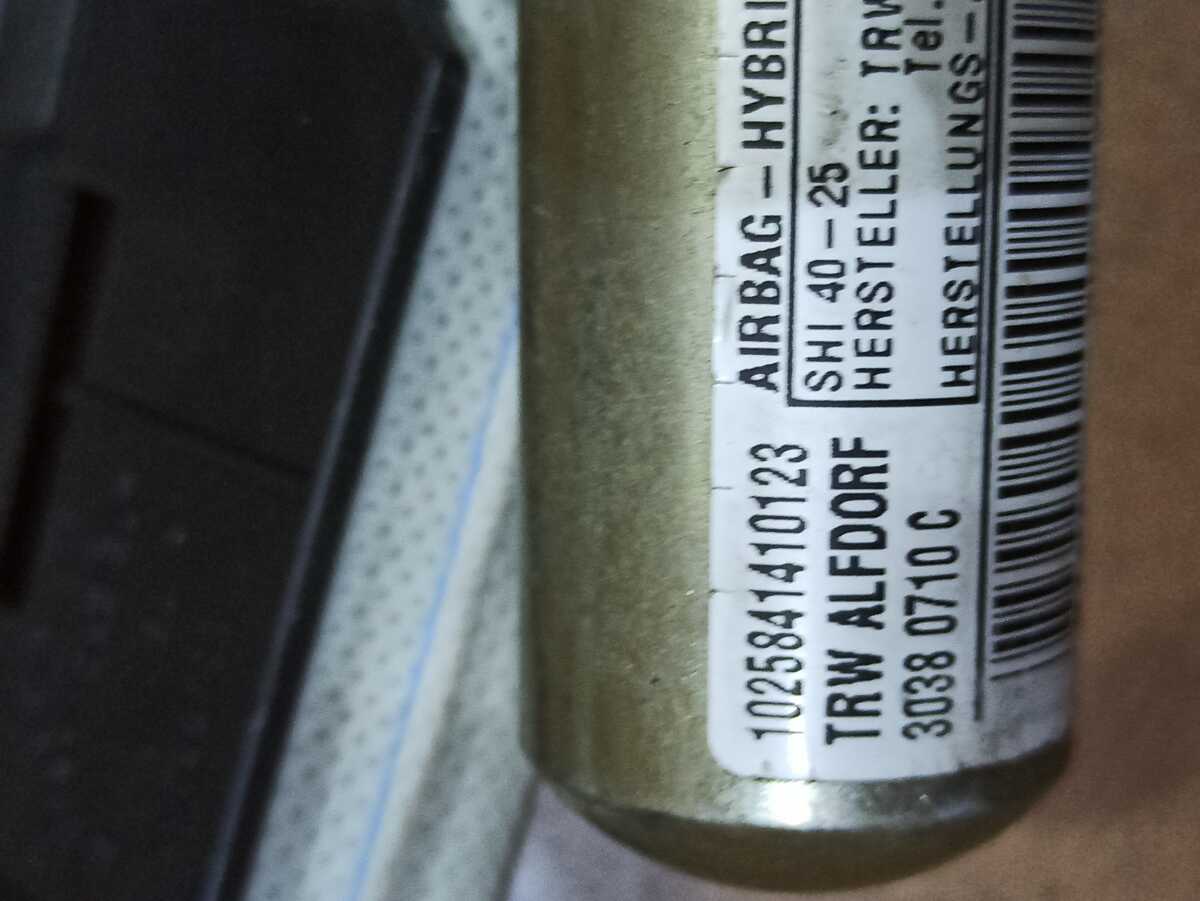 1025841410123
TRW ALFDORF
3038 0710 C
AIRBAG-HYBRI
SHI 40-25
HERSTELLER: TRW
Tel.
HERSTELLUNGS-